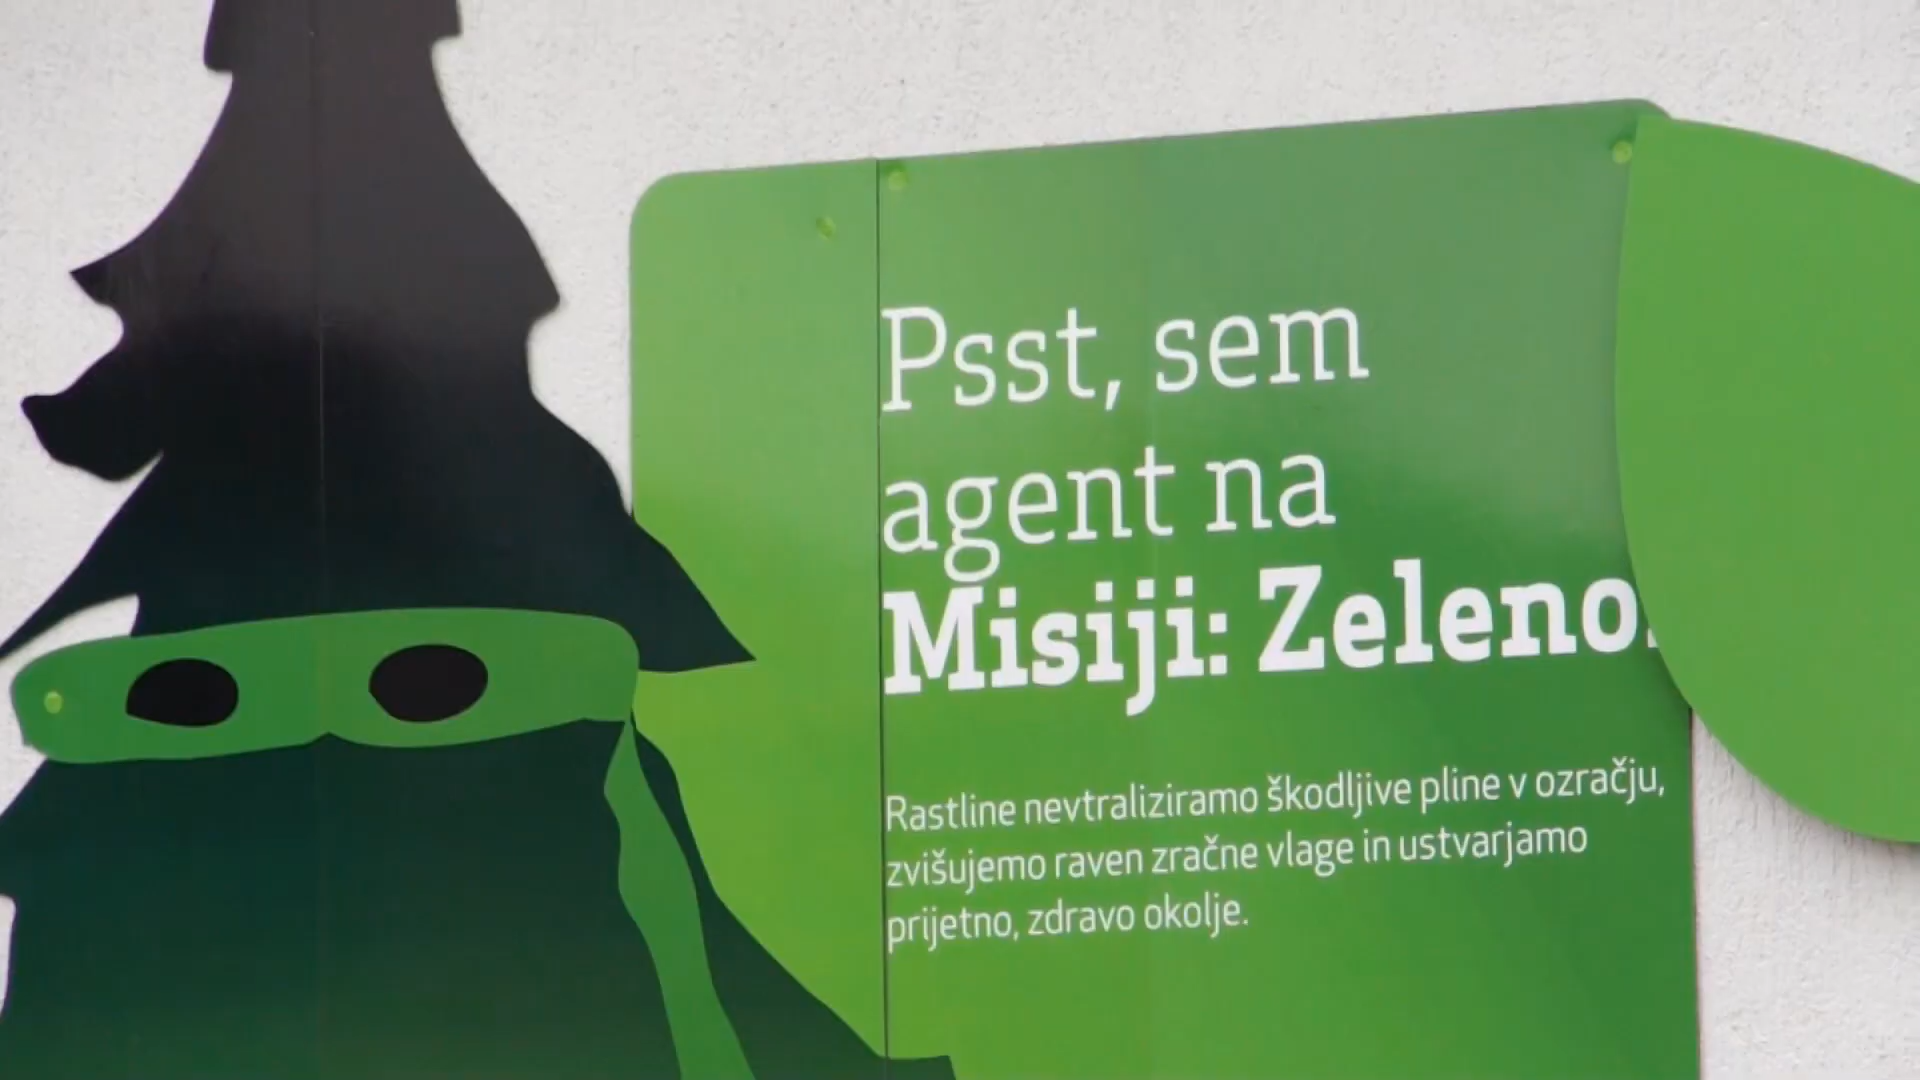 Psst, sem
agent na
Misiji: Zeleno.
Rastline nevtraliziramo škodljive pline v ozračju,
zvišujemo raven zračne vlage in ustvarjamo
prijetno, zdravo okolje.